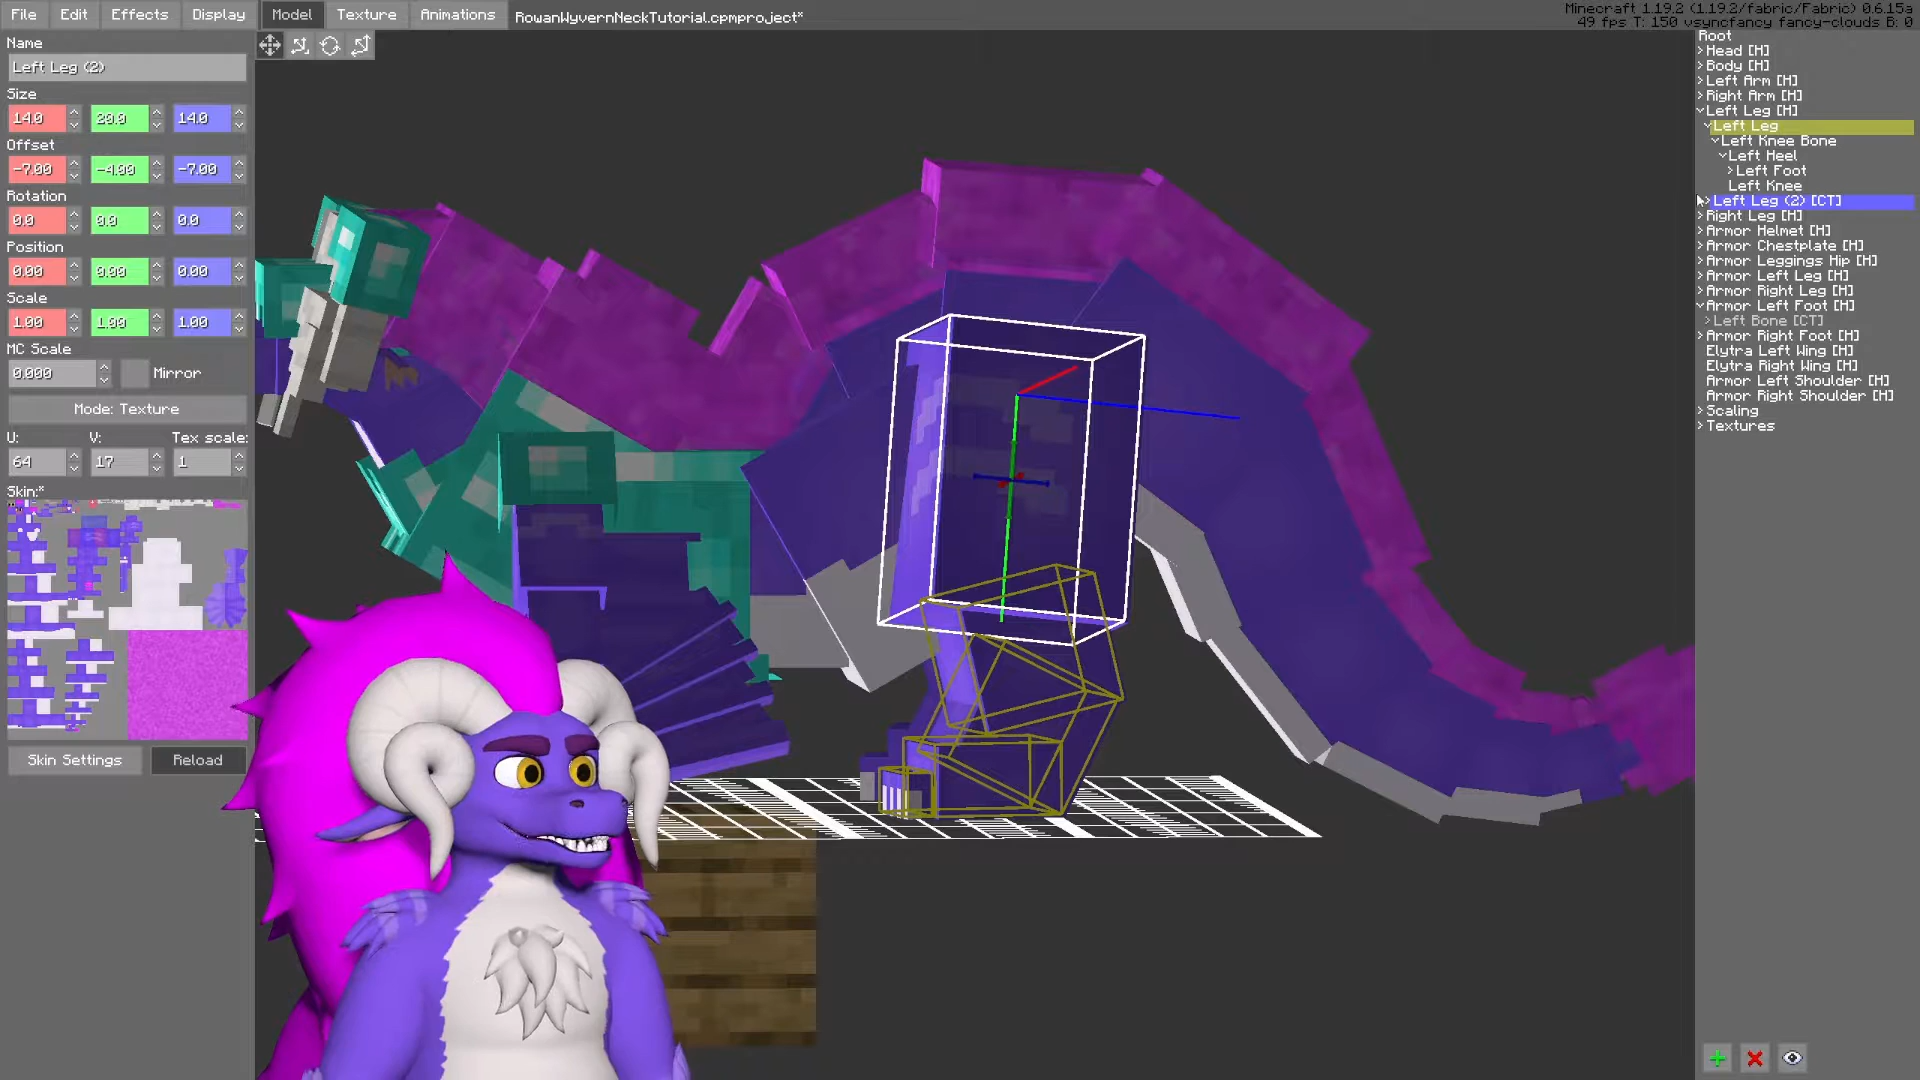 File Edit Effects Display Model Texture Animations RowanWyvernNeckTutorial.cpmproject*
Minecraft 1.19.2 (1.19.2/fabric/Fabric) 0.6.15a
49 fps T: 150 vsyncfancy fancy-clouds B: 0
Name
Left Leg (2)
Size
14.0 20.0 14.0
Offset
-7.00 -4.00 -7.00
Rotation
0.0 0.0 0.0
Position
0.00 0.00 0.00
Scale
1.00 1.00 1.00
MC Scale
0.000 Mirror
Mode: Texture
U: V: Tex scale:
64 17 1
Skin:*
Skin Settings Reload
Root
Head [H]
Body [H]
Left Arm [H]
Right Arm [H]
Left Leg [H]
Left Leg
Left Knee Bone
Left Heel
Left Foot
Left Knee
Left Leg (2) [CT]
Right Leg [H]
Armor Helmet [H]
Armor Chestplate [H]
Armor Leggings Hip [H]
Armor Left Leg [H]
Armor Right Leg [H]
Armor Left Foot [H]
Left Bone [CT]
Armor Right Foot [H]
Elytra Left Wing [H]
Elytra Right Wing [H]
Armor Left Shoulder [H]
Armor Right Shoulder [H]
Scaling
Textures